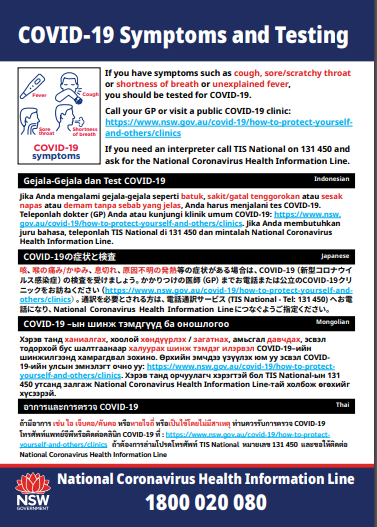 COVID-19 Symptoms and Testing
Fever
Cough
Sore
throat
Shortness
of breath
COVID-19
symptoms
If you have symptoms such as cough, sore/scratchy throat
or shortness of breath or unexplained fever,
you should be tested for COVID-19.
Call your GP or visit a public COVID-19 clinic:
https://www.nsw.gov.au/covid-19/how-to-protect-yourself-
and-others/clinics
If you need an interpreter call TIS National on 131 450 and
ask for the National Coronavirus Health Information Line.
Gejala-Gejala dan Test COVID-19
Indonesian
Jika Anda mengalami gejala-gejala seperti batuk, sakit/gatal tenggorokan atau sesak
napas atau demam tanpa sebab yang jelas, Anda harus menjalani tes COVID-19.
Teleponlah dokter (GP) Anda atau kunjungi klinik umum COVID-19: https://www.nsw.
gov.au/covid-19/how-to-protect-yourself-and-others/clinics. Jika Anda membutuhkan
juru bahasa, teleponlah TIS National di 131 450 dan mintalah National Coronavirus
Health Information Line.
COVID-19の症状と検査
Japanese
咳、喉の痛み/かゆみ、息切れ、原因不明の発熱等の症状がある場合は、COVID-19 (新型コロナウイ
ルス感染症) の検査を受けましょう。かかりつけの医師 (GP) までお電話または公立のCOVID-19クリ
ニックをお訪ねください (https://www.nsw.gov.au/covid-19/how-to-protect-yourself-and-
others/clinics) 。通訳を必要とされる方は、電話通訳サービス (TIS National - Tel: 131 450) へお電
話になり、National Coronavirus Health Information Lineにつなぐようご指定ください。
COVID-19 –ын шинж тэмдгүүд ба оношлогоо
Mongolian
Хэрэв танд ханиалгах, хоолой хөндүүрлэх / загатнах, амьсгал давчдах, эсвэл
тодорхой бус шалтгаанаар халуурах шинж тэмдэг илэрвэл COVID-19–ийн
шинжилгээнд хамрагдвал зохино. Өрхийн эмчдээ үзүүлэх юм уу эсвэл COVID-
19-ийн улсын эмнэлэгт очно уу: https://www.nsw.gov.au/covid-19/how-to-protect-
yourself-and-others/clinics. Хэрэв танд орчуулагч хэрэгтэй бол TIS National-ын 131
450 утсанд залгаж National Coronavirus Health Information Line-тай холбож өгөхийг
хүсээрэй.
อาการและการตรวจ COVID-19
Thai
ถ้ามีอาการ เช่น ไอ เจ็บคอ/คันคอ หรือหายใจถี่ หรือเป็นไข้โดยไม่มีสาเหตุ ท่านควรรับการตรวจ COVID-19
โทรศัพท์แพทย์จีพีหรือติดต่อคลินิก COVID-19 ที่ : https://www.nsw.gov.au/covid-19/how-to-protect-
yourself-and-others/clinics ถ้าต้องการล่ามโปรดโทรศัพท์ TIS National หมายเลข 131 450 และขอให้ติดต่อ
National Coronavirus Health Information Line
NSW
GOVERNMENT
National Coronavirus Health Information Line
1800 020 080